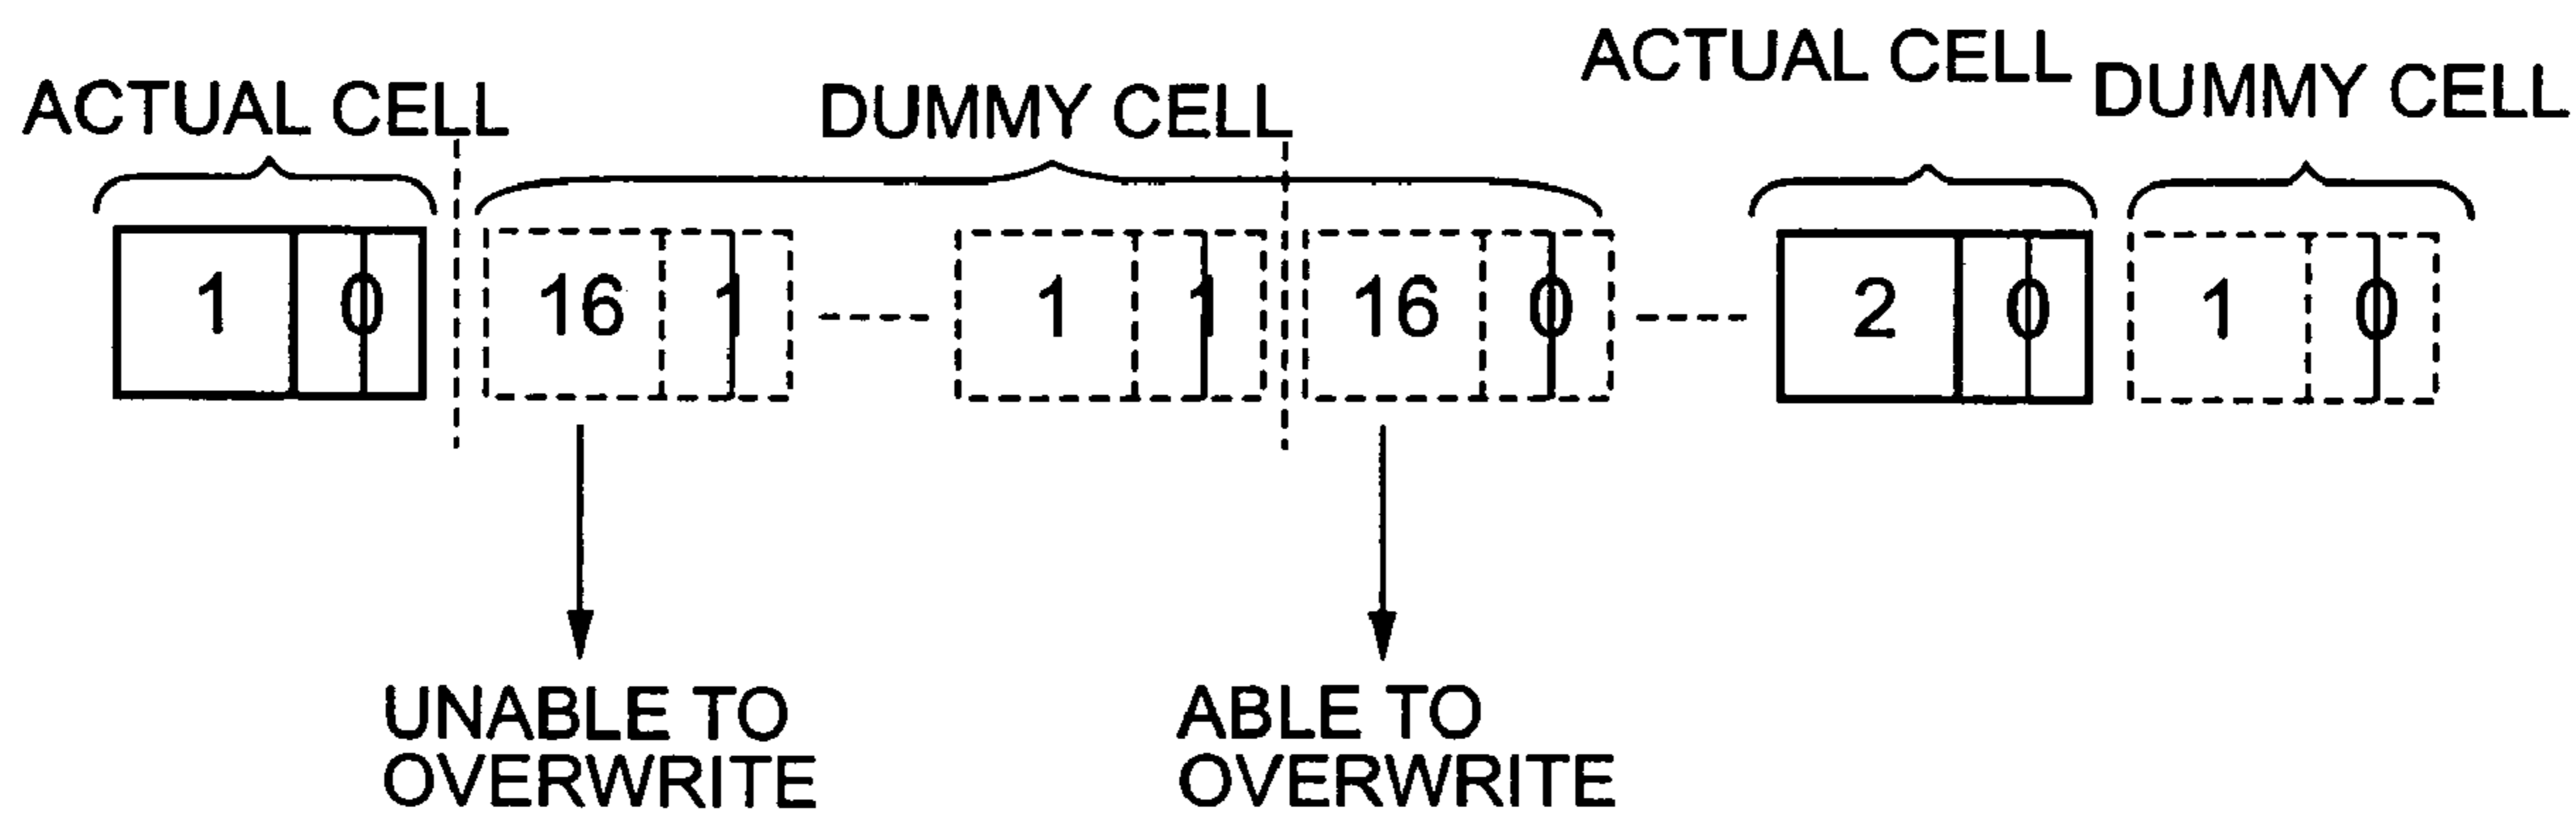 ACTUAL CELL DUMMY CELL ACTUAL CELL DUMMY CELL
1 0 16 1 1 1 16 0 2 0 1 0
UNABLE TO
OVERWRITE
ABLE TO
OVERWRITE